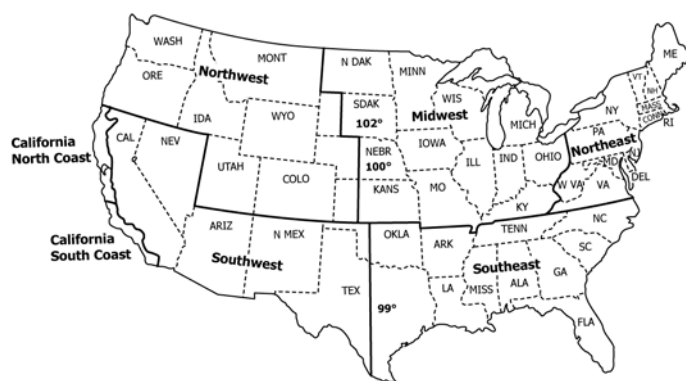 WASH
MONT
N DAK
MINN
ME
VT
NH
ORE
Northwest
IDA
WYO
SDAK
102°
WIS
Midwest
MICH
NY
MASS
CONN
RI
California
North Coast
CAL
NEV
UTAH
COLO
NEBR
100°
IOWA
ILL
IND
OHIO
PA
Northeast
MD
DEL
W VA
VA
KANS
MO
KY
California
South Coast
ARIZ
N MEX
Southwest
OKLA
ARK
TENN
NC
SC
Southeast
TEX
99°
LA
MISS
ALA
GA
FLA